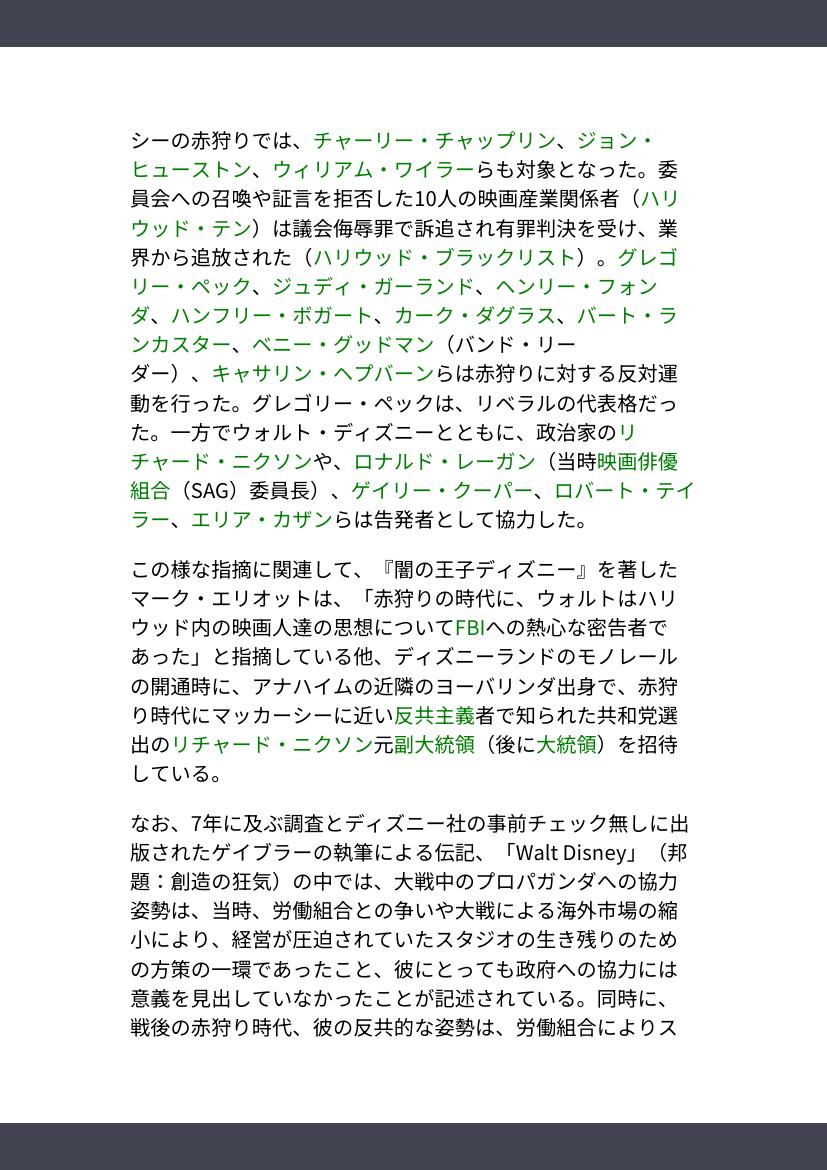 シーの赤狩りでは、チャーリー・チャップリン、ジョン・
ヒューストン、ウィリアム・ワイラーらも対象となった。委
員会への召喚や証言を拒否した10人の映画産業関係者（ハリ
ウッド・テン）は議会侮辱罪で訴追され有罪判決を受け、業
界から追放された（ハリウッド・ブラックリスト）。グレゴ
リー・ペック、ジュディ・ガーランド、ヘンリー・フォン
ダ、ハンフリー・ボガート、カーク・ダグラス、バート・ラ
ンカスター、ベニー・グッドマン（バンド・リー
ダー）、キャサリン・ヘプバーンらは赤狩りに対する反対運
動を行った。グレゴリー・ペックは、リベラルの代表格だっ
た。一方でウォルト・ディズニーとともに、政治家のリ
チャード・ニクソンや、ロナルド・レーガン（当時映画俳優
組合（SAG）委員長）、ゲイリー・クーパー、ロバート・テイ
ラー、エリア・カザンらは告発者として協力した。
この様な指摘に関連して、『闇の王子ディズニー』を著した
マーク・エリオットは、「赤狩りの時代に、ウォルトはハリ
ウッド内の映画人達の思想についてFBIへの熱心な密告者で
あった」と指摘している他、ディズニーランドのモノレール
の開通時に、アナハイムの近隣のヨーバリンダ出身で、赤狩
り時代にマッカーシーに近い反共主義者で知られた共和党選
出のリチャード・ニクソン元副大統領（後に大統領）を招待
している。
なお、7年に及ぶ調査とディズニー社の事前チェック無しに出
版されたゲイブラーの執筆による伝記、「Walt Disney」（邦
題：創造の狂気）の中では、大戦中のプロパガンダへの協力
姿勢は、当時、労働組合との争いや大戦による海外市場の縮
小により、経営が圧迫されていたスタジオの生き残りのため
の方策の一環であったこと、彼にとっても政府への協力には
意義を見出していなかったことが記述されている。同時に、
戦後の赤狩り時代、彼の反共的な姿勢は、労働組合によりス